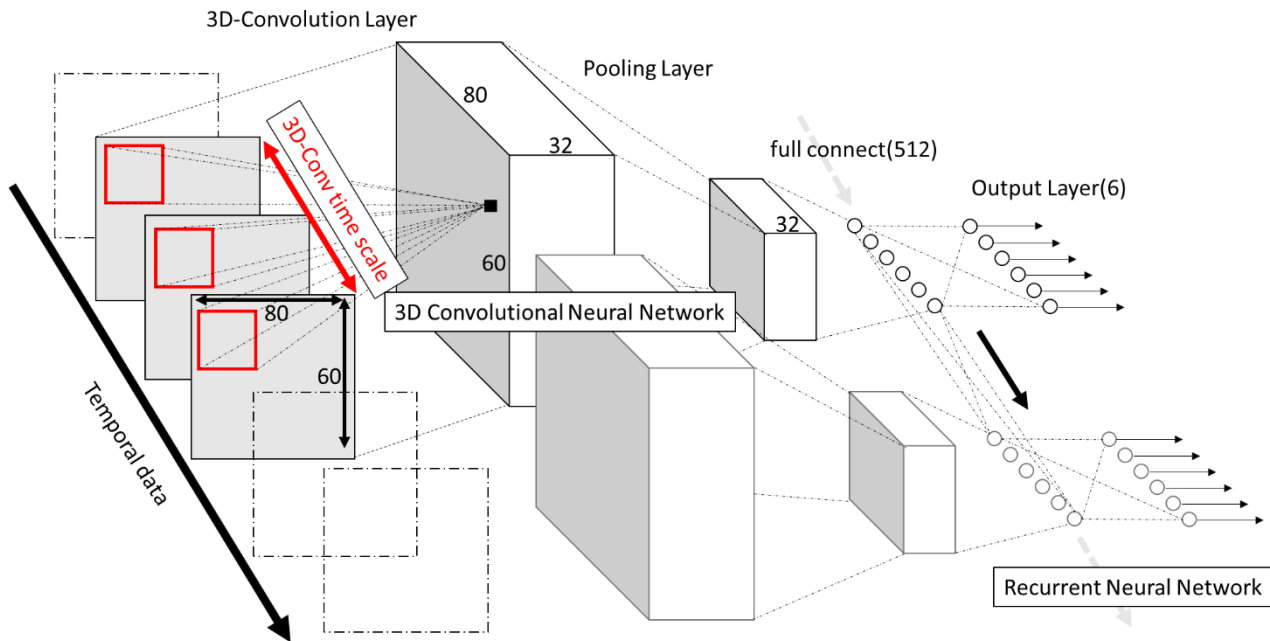 3D-Convolution Layer
Pooling Layer
80
32
3D-Conv time scale
full connect(512)
Output Layer(6)
32
60
80
3D Convolutional Neural Network
60
Temporal data
Recurrent Neural Network